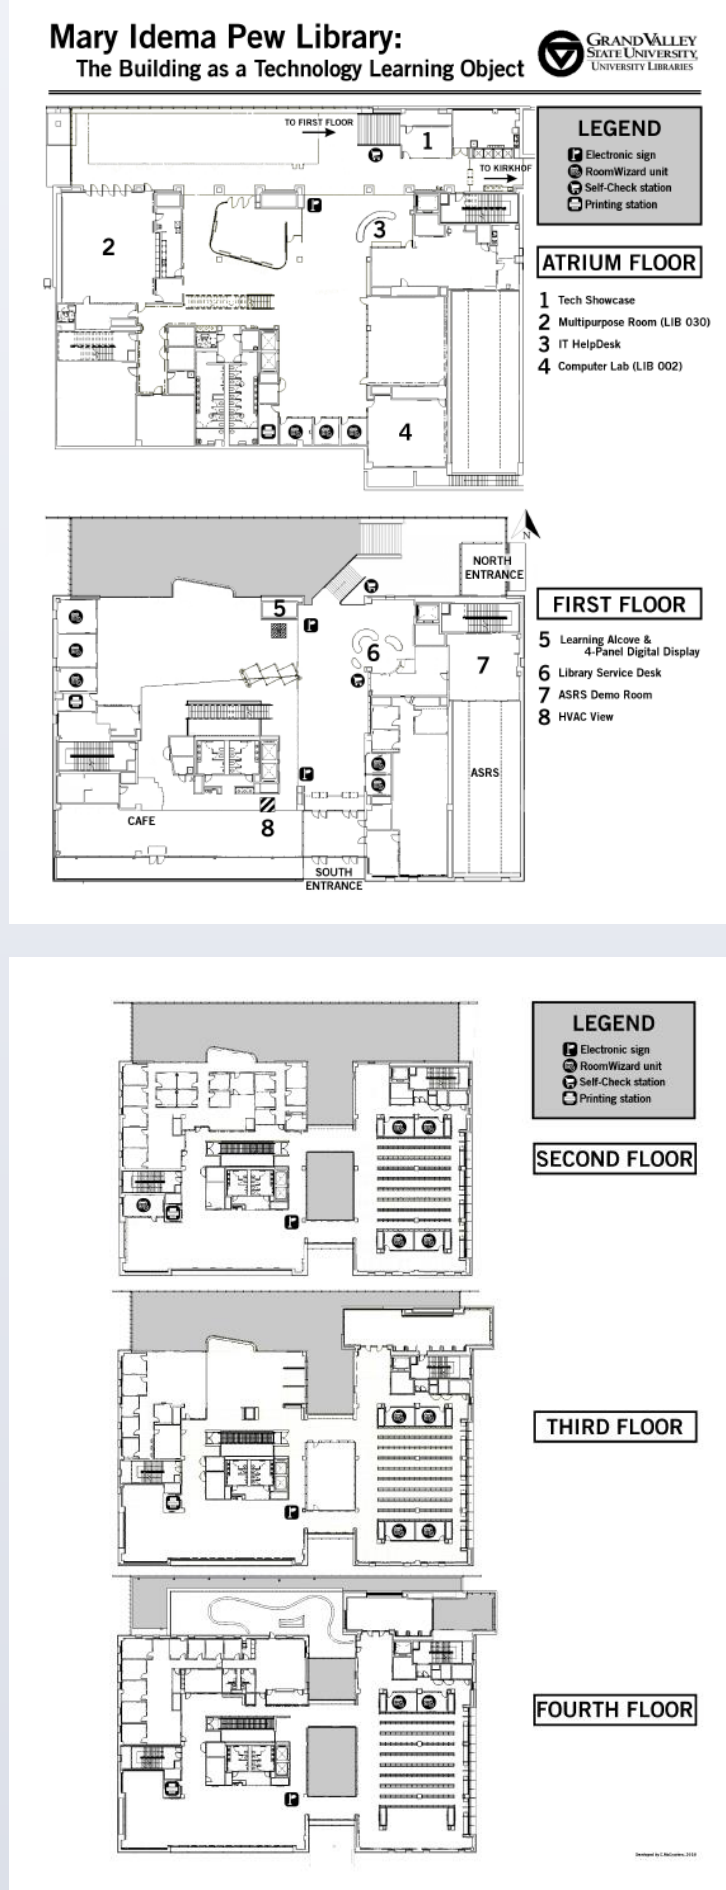 Mary Idema Pew Library:
The Building as a Technology Learning Object
GRAND VALLEY
STATE UNIVERSITY
UNIVERSITY LIBRARIES
TO FIRST FLOOR
1
TO KIRKHOF
2
3
4
LEGEND
Electronic sign
RoomWizard unit
Self-Check station
Printing station
ATRIUM FLOOR
1 Tech Showcase
2 Multipurpose Room (LIB 030)
3 IT HelpDesk
4 Computer Lab (LIB 002)
N
NORTH
ENTRANCE
5
6
7
ASRS
CAFE
8
SOUTH
ENTRANCE
FIRST FLOOR
5 Learning Alcove &
4-Panel Digital Display
6 Library Service Desk
7 ASRS Demo Room
8 HVAC View
LEGEND
Electronic sign
RoomWizard unit
Self-Check station
Printing station
SECOND FLOOR
THIRD FLOOR
FOURTH FLOOR